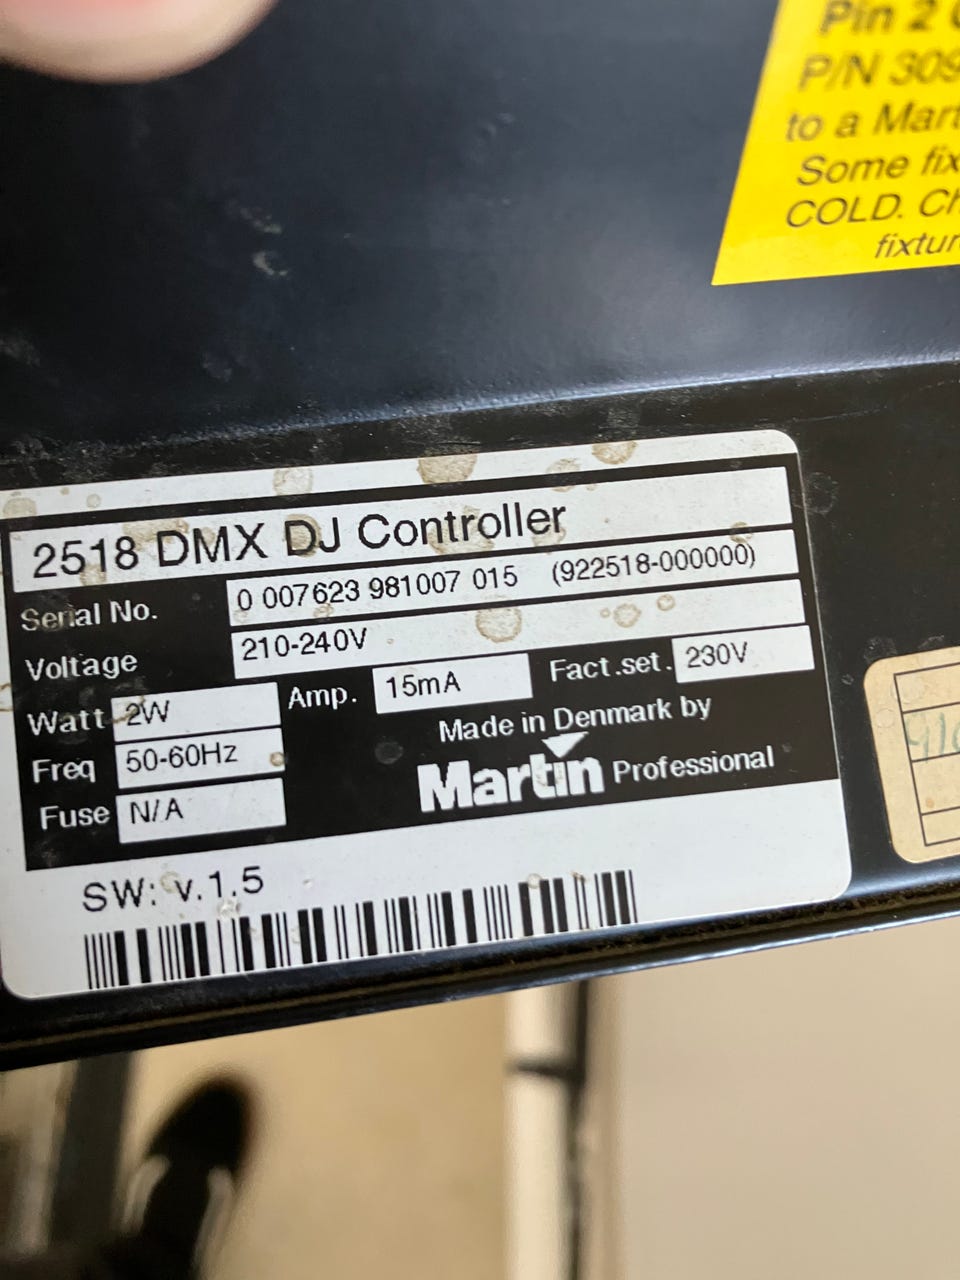 Pin 2
P/N 309
to a Mart
Some fix
COLD. Ch
fixtur
2518 DMX DJ Controller
Serial No. 0 007623 981007 015 (922518-000000)
Voltage 210-240V
Watt 2W Amp. 15mA Fact.set. 230V
Freq 50-60Hz Made in Denmark by
Fuse N/A Martin Professional
SW: v.1.5